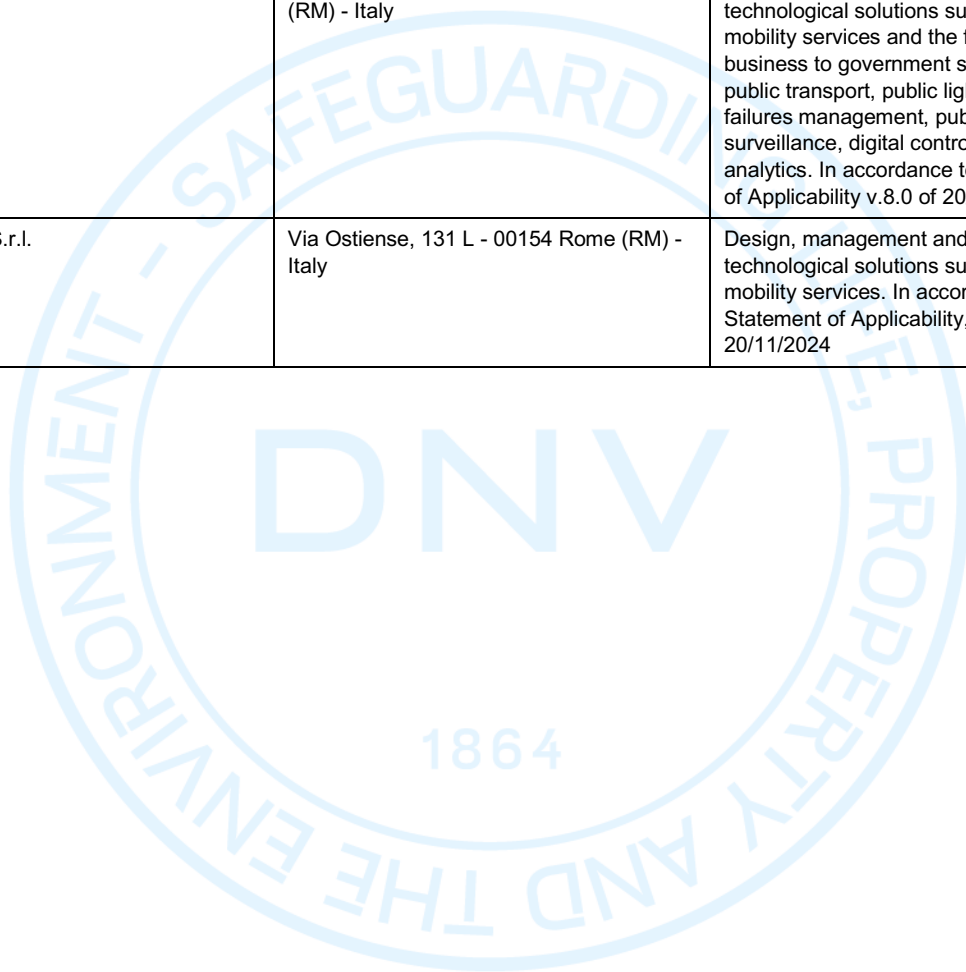 (RM) - Italy
technological solutions su
mobility services and the f
business to government s
public transport, public lig
failures management, pub
surveillance, digital contro
analytics. In accordance t
of Applicability v.8.0 of 20
S.r.l.
Via Ostiense, 131 L - 00154 Rome (RM) -
Italy
Design, management and
technological solutions su
mobility services. In accor
Statement of Applicability,
20/11/2024
SAFEGUARDING LIFE, PROPERTY AND THE ENVIRONMENT -
DNV
1864